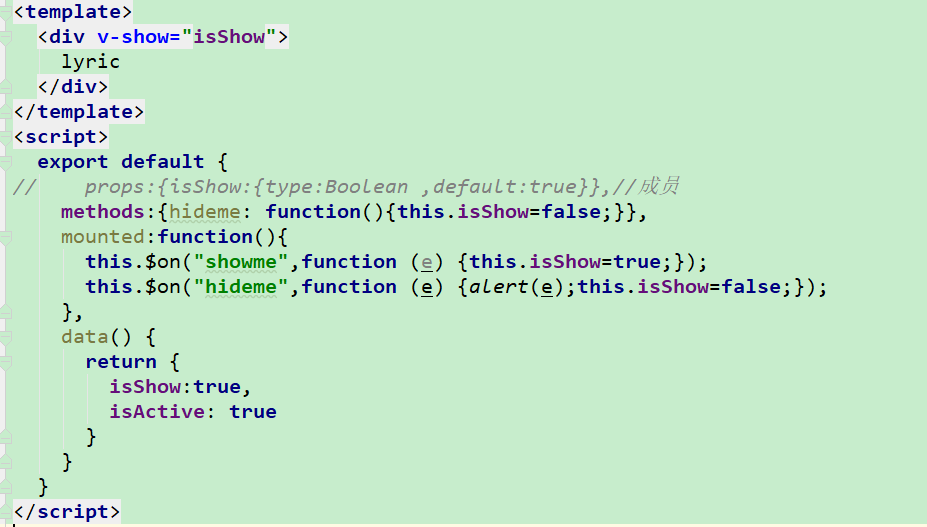 <template>
  <div v-show="isShow">
    lyric
  </div>
</template>
<script>
  export default {
//    props:{isShow:{type:Boolean ,default:true}},//成员
    methods:{hideme: function(){this.isShow=false;}},
    mounted:function(){
      this.$on("showme",function (e) {this.isShow=true;});
      this.$on("hideme",function (e) {alert(e);this.isShow=false;});
    },
    data() {
      return {
        isShow:true,
        isActive: true
      }
    }
  }
</script>